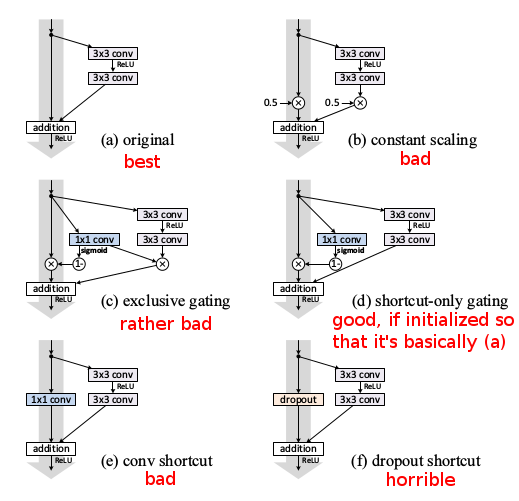 3x3 conv
ReLU
3x3 conv
addition
ReLU
(a) original
best
3x3 conv
ReLU
3x3 conv
0.5
×
0.5
×
addition
ReLU
(b) constant scaling
bad
3x3 conv
ReLU
1x1 conv
3x3 conv
sigmoid
×
1-
×
addition
ReLU
(c) exclusive gating
rather bad
3x3 conv
ReLU
1x1 conv
3x3 conv
sigmoid
×
1-
addition
ReLU
(d) shortcut-only gating
good, if initialized so
that it's basically (a)
3x3 conv
ReLU
1x1 conv
3x3 conv
addition
ReLU
(e) conv shortcut
bad
3x3 conv
ReLU
dropout
3x3 conv
addition
ReLU
(f) dropout shortcut
horrible